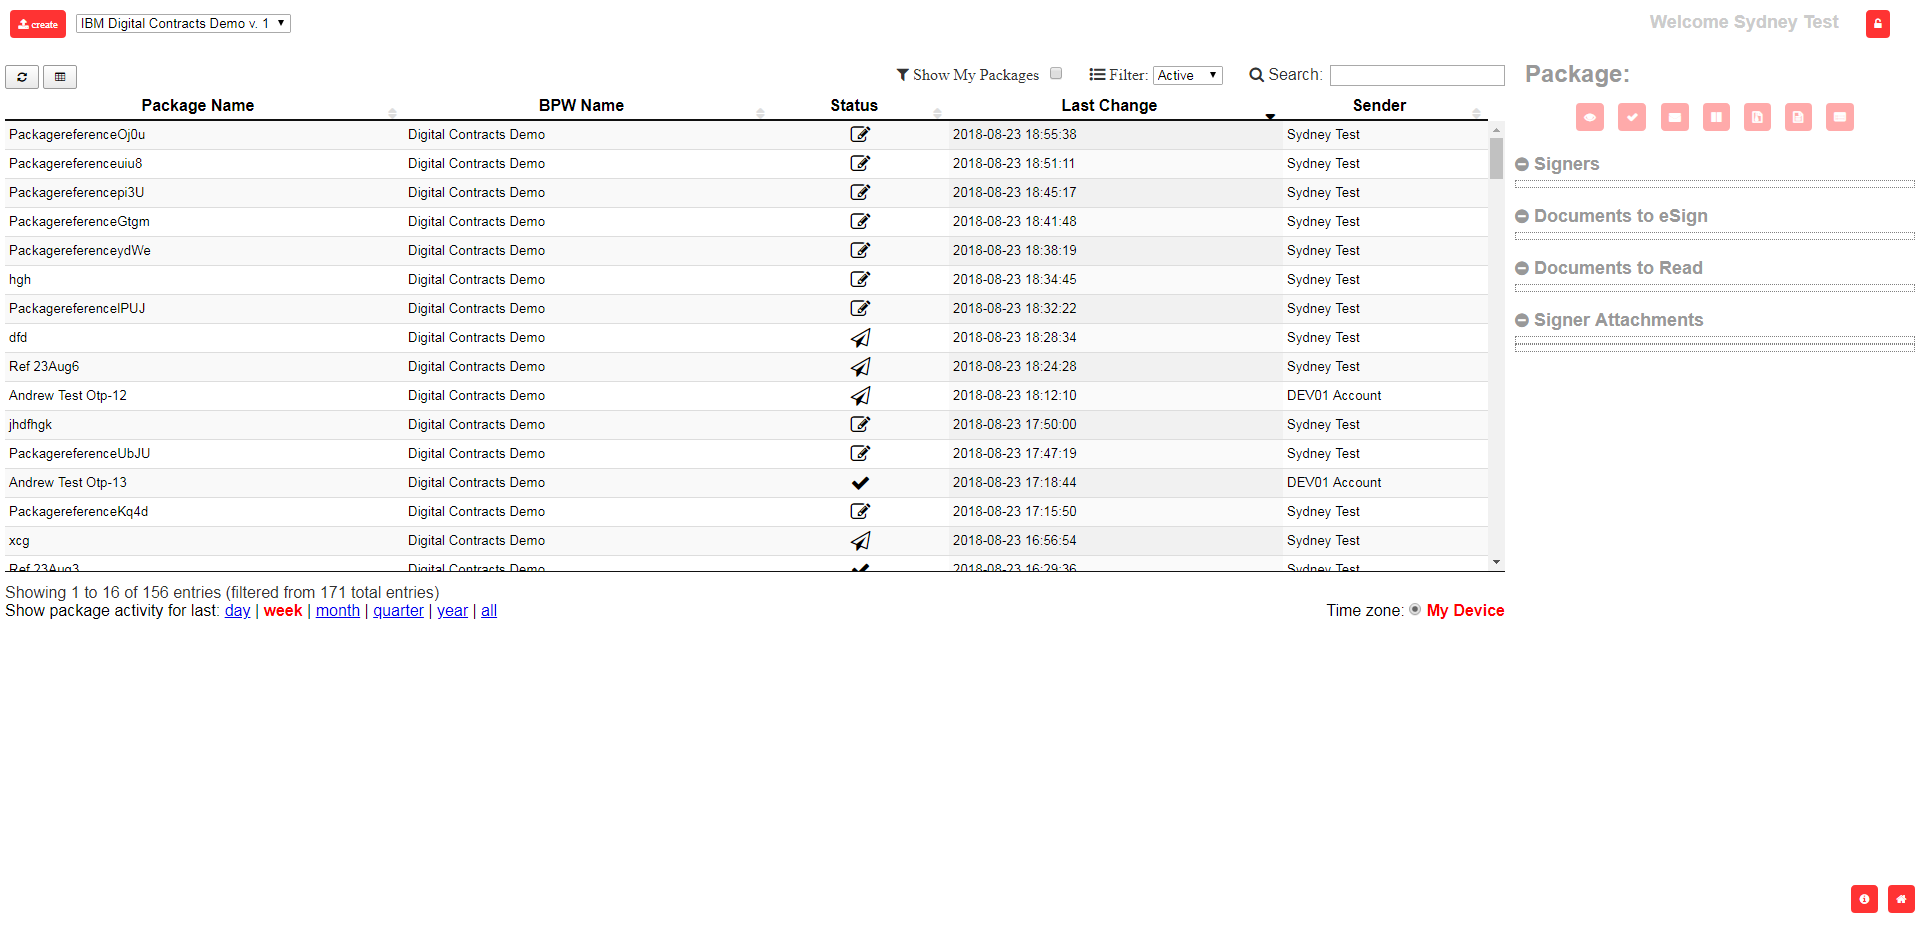 create IBM Digital Contracts Demo v. 1 Welcome Sydney Test
Show My Packages Filter: Active Search: Package:
Package Name BPW Name Status Last Change Sender
PackagereferenceOj0u Digital Contracts Demo 2018-08-23 18:55:38 Sydney Test
Packagereferenceuiu8 Digital Contracts Demo 2018-08-23 18:51:11 Sydney Test
Signers
Packagereferencepi3U Digital Contracts Demo 2018-08-23 18:45:17 Sydney Test
PackagereferenceGtgm Digital Contracts Demo 2018-08-23 18:41:48 Sydney Test
Documents to eSign
PackagereferenceydWe Digital Contracts Demo 2018-08-23 18:38:19 Sydney Test
Documents to Read
hgh Digital Contracts Demo 2018-08-23 18:34:45 Sydney Test
PackagereferenceIPUJ Digital Contracts Demo 2018-08-23 18:32:22 Sydney Test
Signer Attachments
dfd Digital Contracts Demo 2018-08-23 18:28:34 Sydney Test
Ref 23Aug6 Digital Contracts Demo 2018-08-23 18:24:28 Sydney Test
Andrew Test Otp-12 Digital Contracts Demo 2018-08-23 18:12:10 DEV01 Account
jhdfhgk Digital Contracts Demo 2018-08-23 17:50:00 Sydney Test
PackagereferenceUbJU Digital Contracts Demo 2018-08-23 17:47:19 Sydney Test
Andrew Test Otp-13 Digital Contracts Demo 2018-08-23 17:18:44 DEV01 Account
PackagereferenceKq4d Digital Contracts Demo 2018-08-23 17:15:50 Sydney Test
xcg Digital Contracts Demo 2018-08-23 16:56:54 Sydney Test
Ref 23Aug3 Digital Contracts Demo 2018-08-23 16:29:36 Sydney Test
Showing 1 to 16 of 156 entries (filtered from 171 total entries)
Show package activity for last: day | week | month | quarter | year | all Time zone: My Device